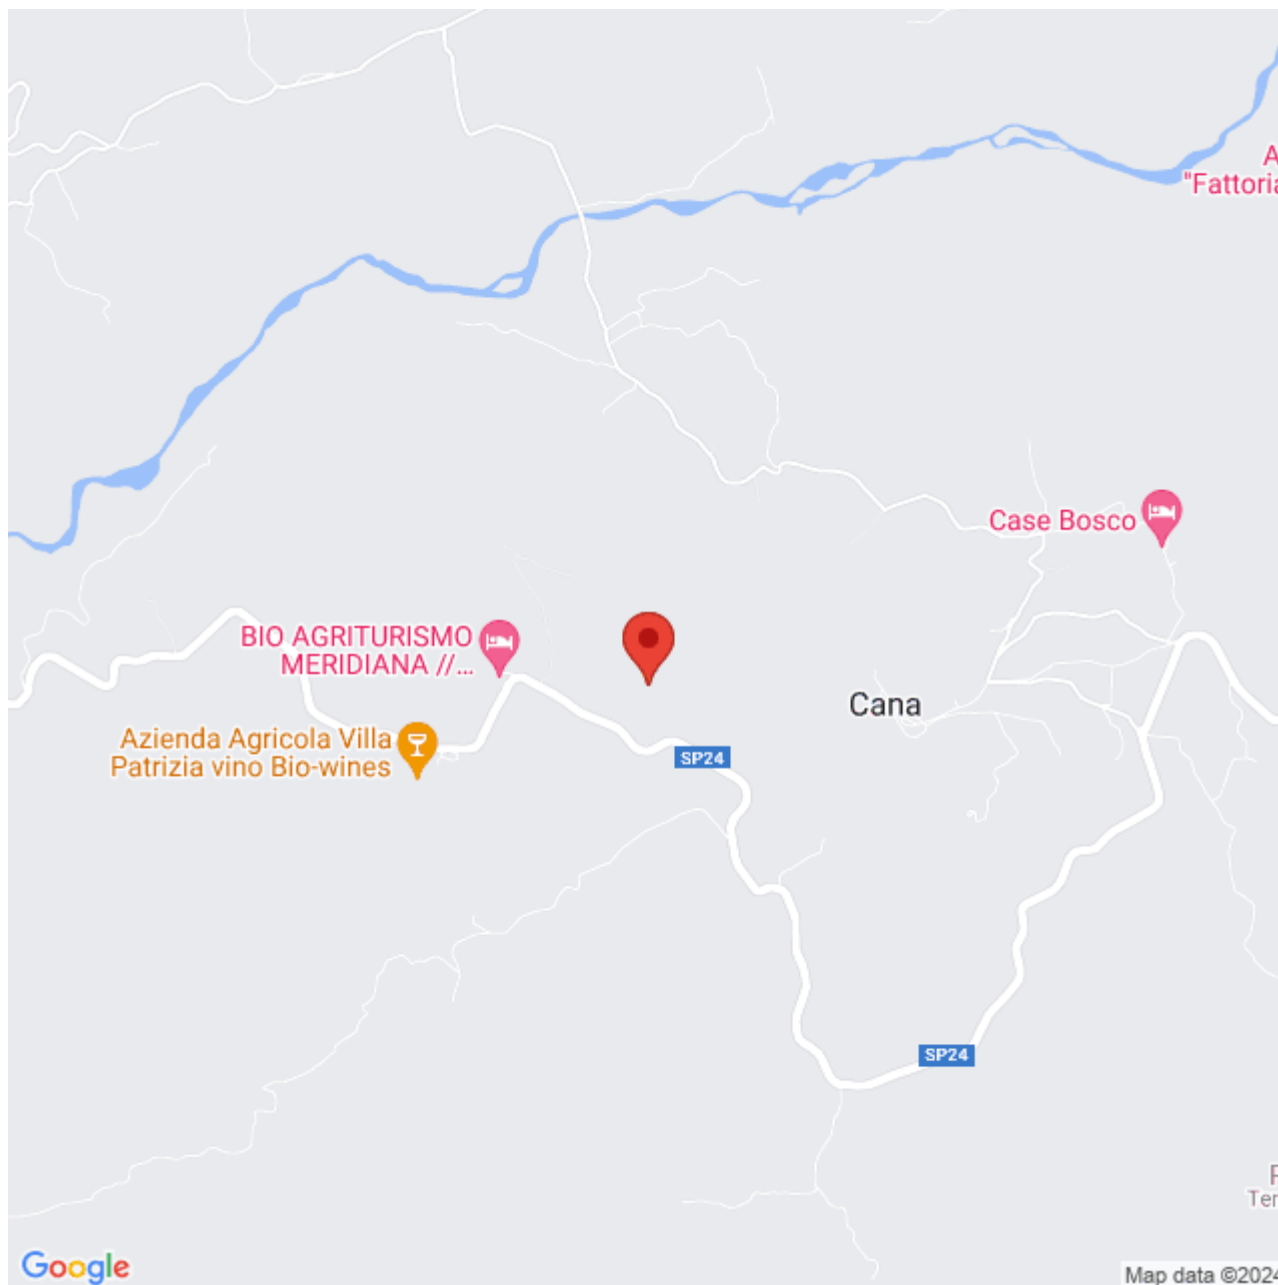 A
"Fattoria
Case Bosco
BIO AGRITURISMO
MERIDIANA //...
Cana
Azienda Agricola Villa
Patrizia vino Bio-wines
SP24
SP24
Ter
Google
Map data ©2024